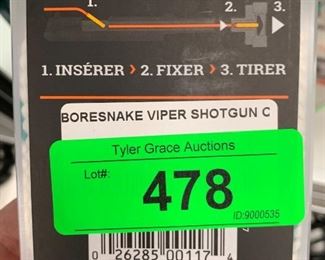 1. 2. 3.
1. INSÉRER > 2. FIXER > 3. TIRER
BORESNAKE VIPER SHOTGUN C
Tyler Grace Auctions
Lot#:
478
ID:9000535
0 26285 00117 4